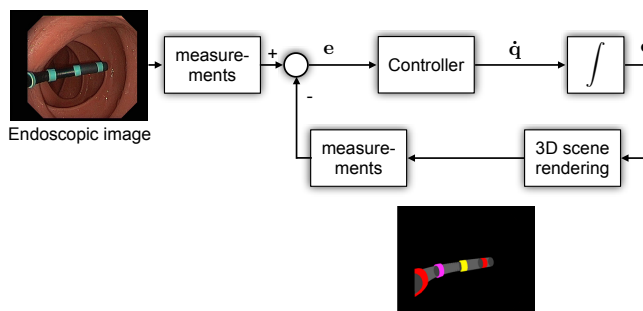 measure-
ments
+
e
Controller
q̇
∫
-
Endoscopic image
measure-
ments
3D scene
rendering